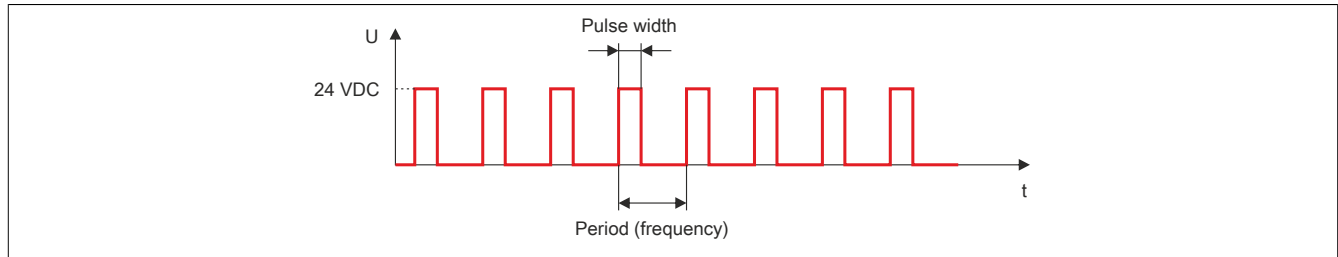 Pulse width
U
24 VDC
t
Period (frequency)